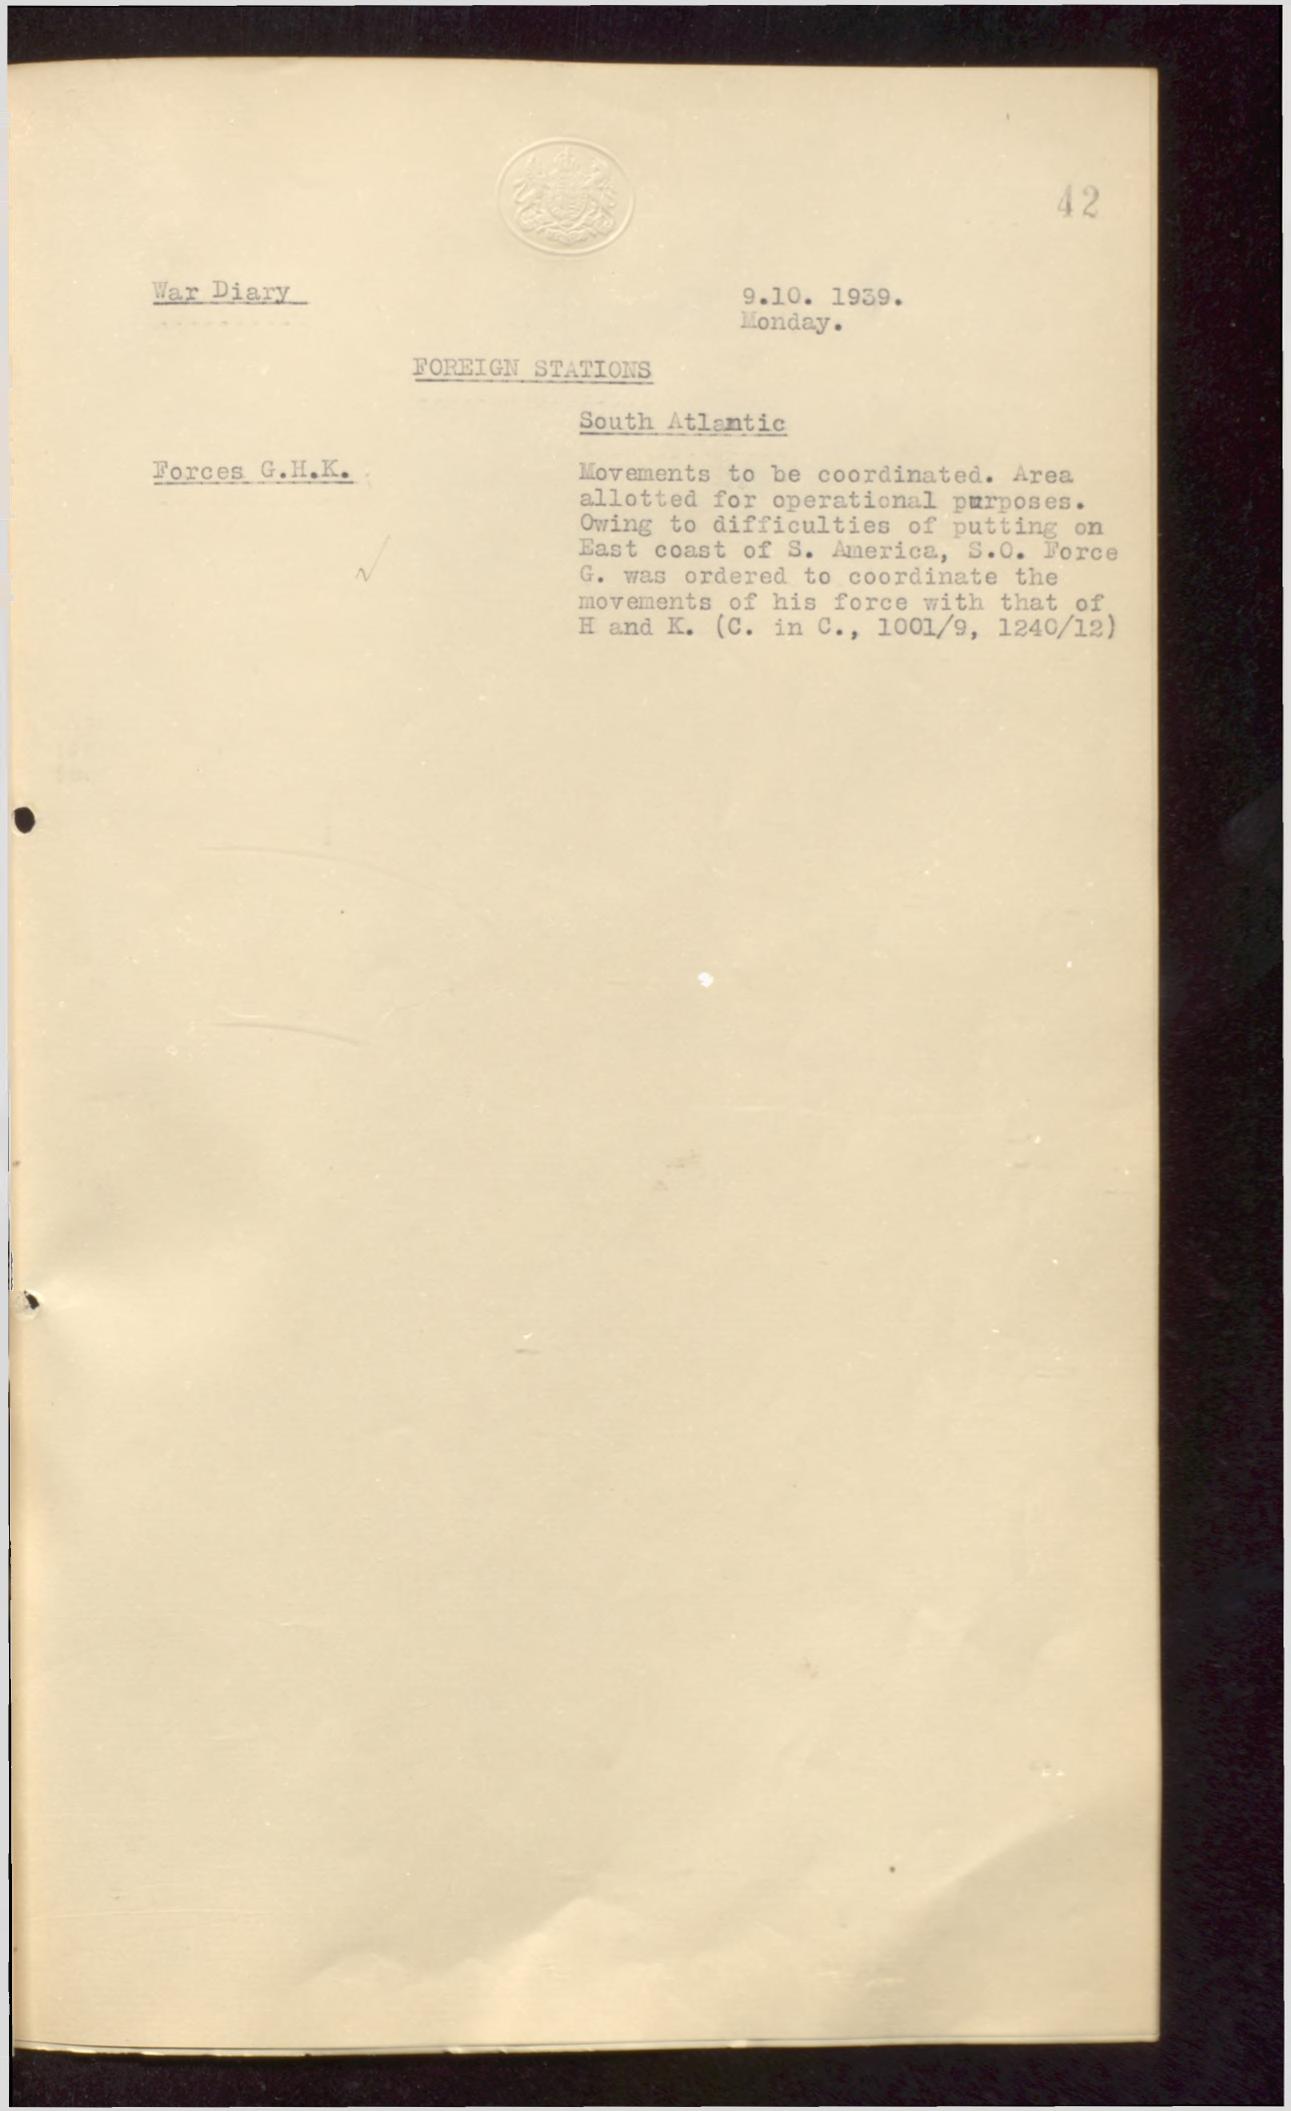 42
War Diary
9.10. 1939.
Monday.
FOREIGN STATIONS
South Atlantic
Forces G.H.K.
Movements to be coordinated. Area
allotted for operational purposes.
Owing to difficulties of putting on
East coast of S. America, S.O. Force
G. was ordered to coordinate the
movements of his force with that of
H and K. (C. in C., 1001/9, 1240/12)